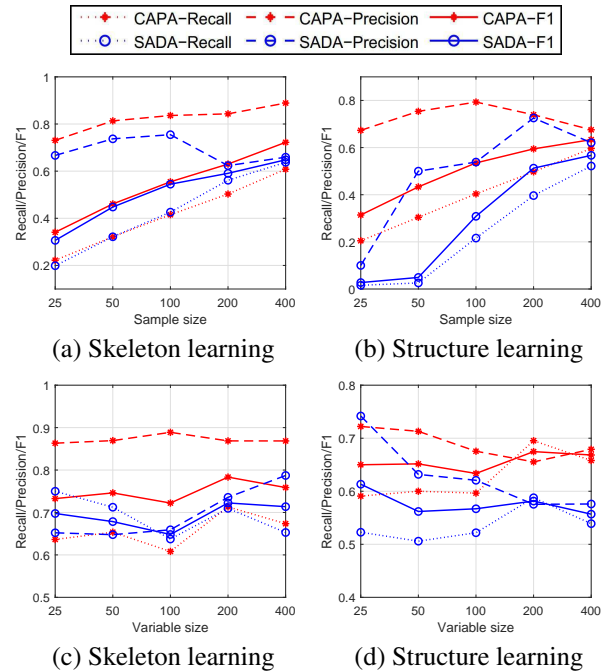 CAPA-Recall CAPA-Precision CAPA-F1
SADA-Recall SADA-Precision SADA-F1
1
0.8
0.6
0.4
0.2
Recall/Precision/F1
25 50 100 200 400
Sample size
(a) Skeleton learning
0.8
0.6
0.4
0.2
0
Recall/Precision/F1
25 50 100 200 400
Sample size
(b) Structure learning
1
0.9
0.8
0.7
0.6
0.5
Recall/Precision/F1
25 50 100 200 400
Variable size
(c) Skeleton learning
0.8
0.7
0.6
0.5
0.4
Recall/Precision/F1
25 50 100 200 400
Variable size
(d) Structure learning